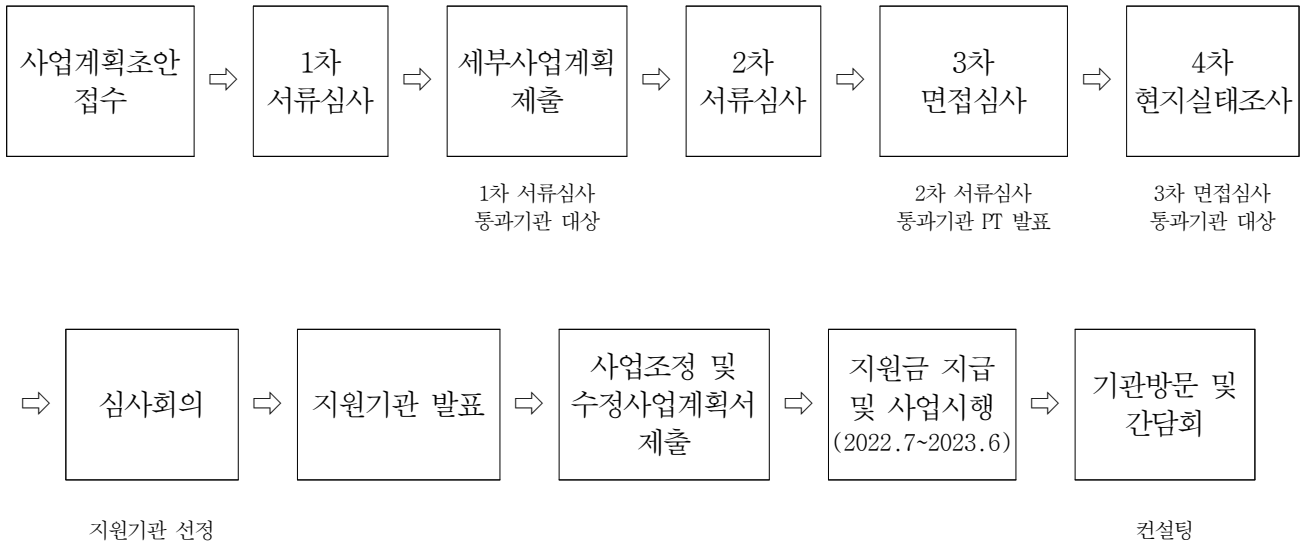 사업계획초안
접수
⇨
1차
서류심사
⇨
세부사업계획
제출
⇨
2차
서류심사
⇨
3차
면접심사
⇨
4차
현지실태조사
1차 서류심사
통과기관 대상
2차 서류심사
통과기관 PT 발표
3차 면접심사
통과기관 대상
⇨
심사회의
⇨
지원기관 발표
⇨
사업조정 및
수정사업계획서
제출
⇨
지원금 지급
및 사업시행
(2022.7~2023.6)
⇨
기관방문 및
간담회
지원기관 선정
컨설팅